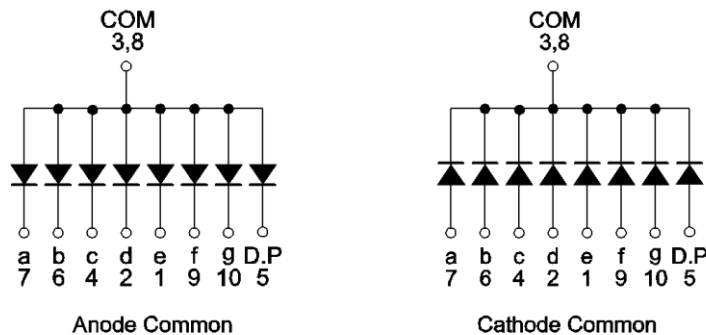 COM
3,8
a b c d e f g D.P
7 6 4 2 1 9 10 5
Anode Common
COM
3,8
a b c d e f g D.P
7 6 4 2 1 9 10 5
Cathode Common